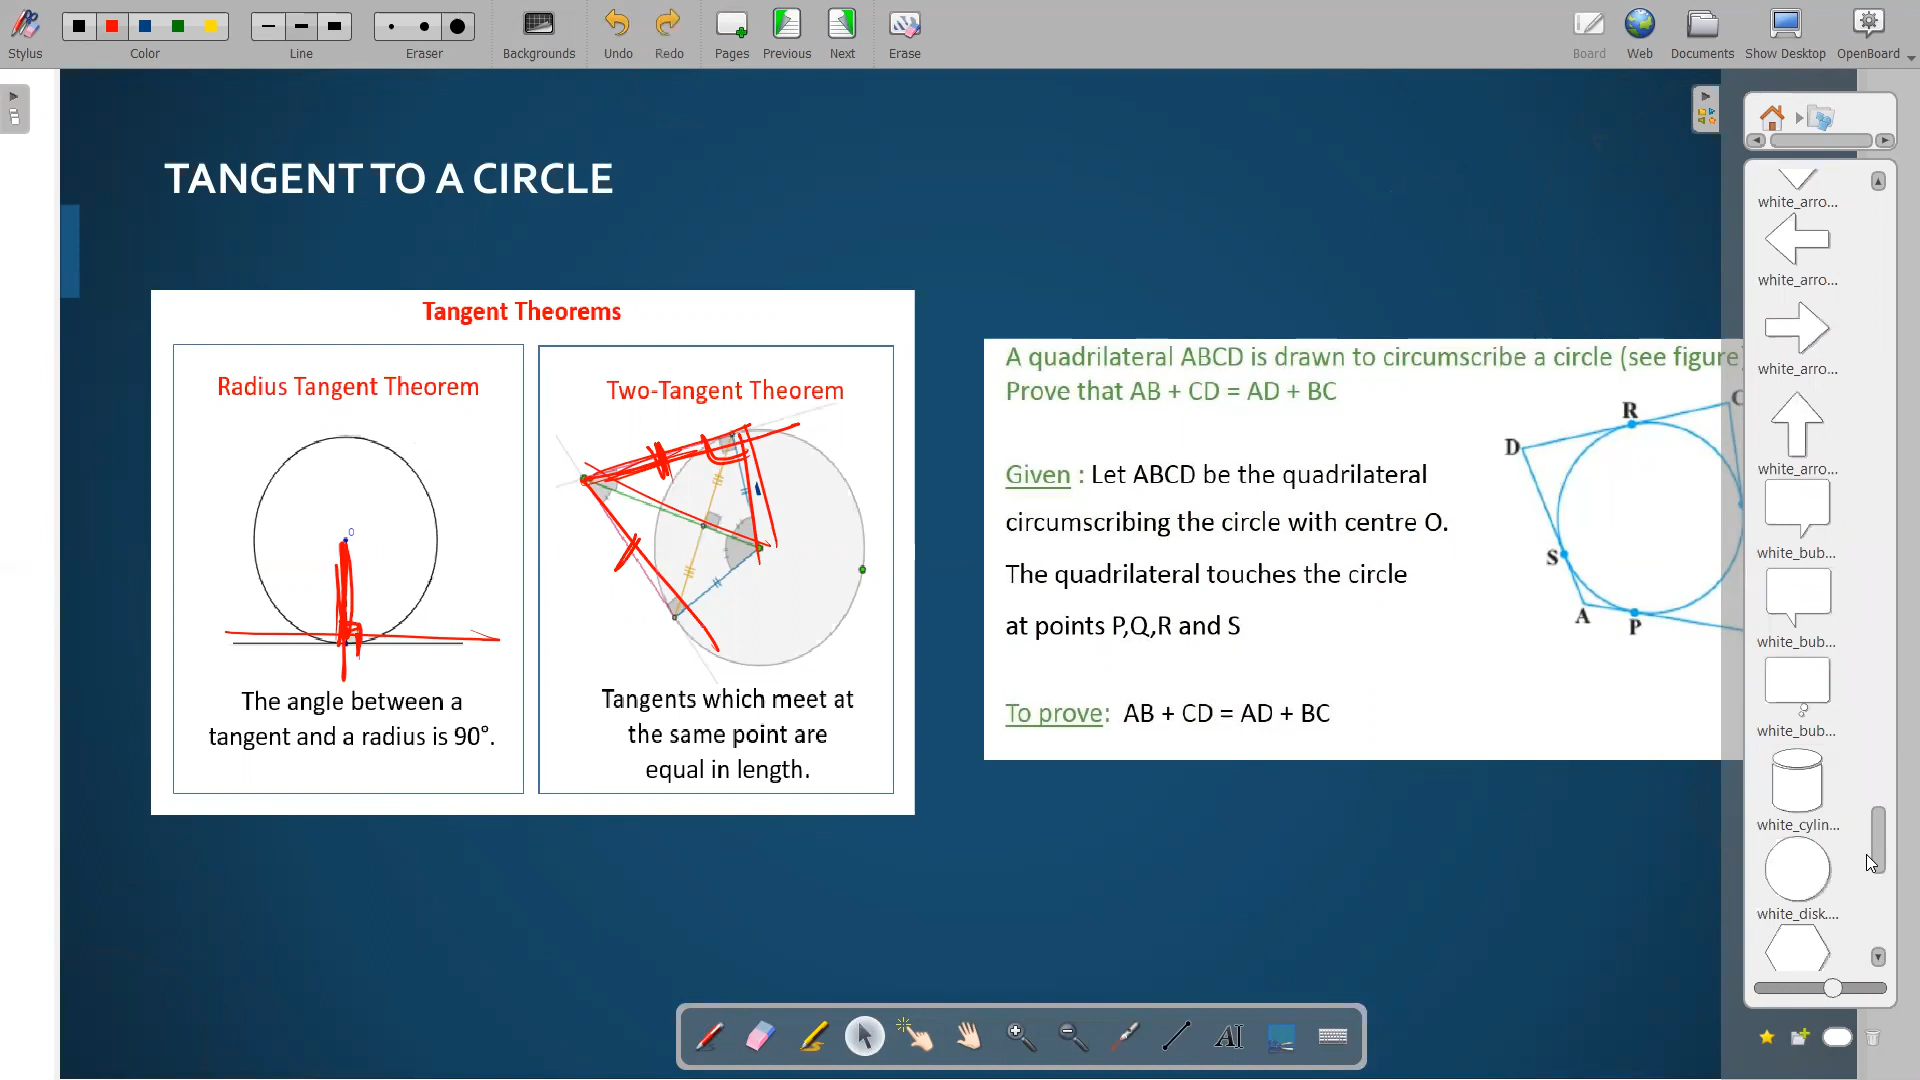 Stylus
Color
Line
Eraser
Backgrounds
Undo
Redo
Pages
Previous
Next
Erase
Board
Web
Documents
Show Desktop
OpenBoard
TANGENT TO A CIRCLE
Tangent Theorems
Radius Tangent Theorem
O
The angle between a
tangent and a radius is 90°.
Two-Tangent Theorem
Tangents which meet at
the same point are
equal in length.
A quadrilateral ABCD is drawn to circumscribe a circle (see figure)
Prove that AB + CD = AD + BC
Given : Let ABCD be the quadrilateral
circumscribing the circle with centre O.
The quadrilateral touches the circle
at points P,Q,R and S
To prove: AB + CD = AD + BC
R
C
D
S
A
P
white_arro...
white_arro...
white_arro...
white_arro...
white_bub...
white_bub...
white_bub...
white_cylin...
white_disk....
AI